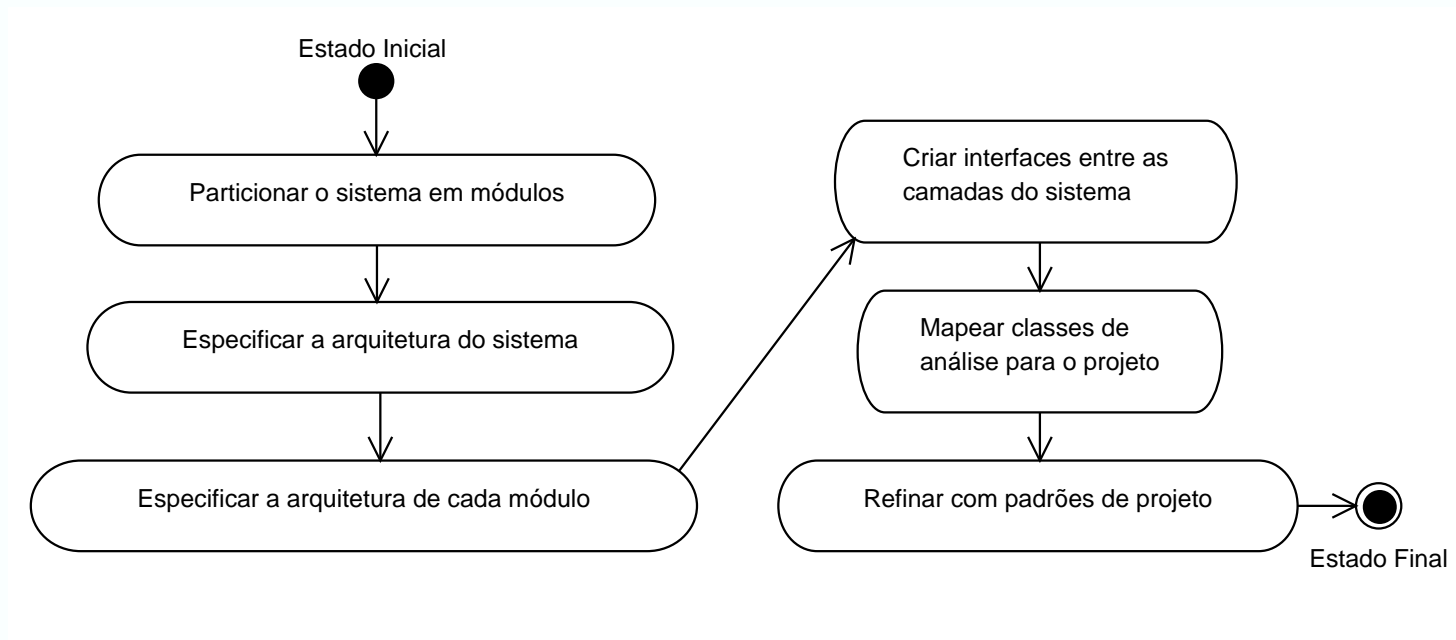 Estado Inicial
Particionar o sistema em módulos
Especificar a arquitetura do sistema
Especificar a arquitetura de cada módulo
Criar interfaces entre as
camadas do sistema
Mapear classes de
análise para o projeto
Refinar com padrões de projeto
Estado Final